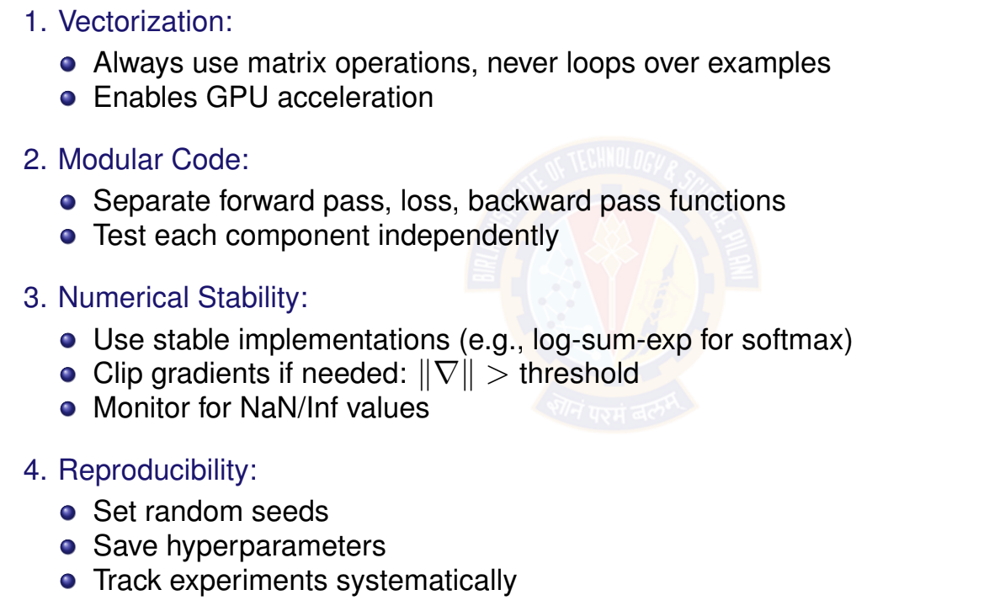 1. Vectorization:
Always use matrix operations, never loops over examples
Enables GPU acceleration
2. Modular Code:
Separate forward pass, loss, backward pass functions
Test each component independently
3. Numerical Stability:
Use stable implementations (e.g., log-sum-exp for softmax)
Clip gradients if needed: ‖∇‖ > threshold
Monitor for NaN/Inf values
4. Reproducibility:
Set random seeds
Save hyperparameters
Track experiments systematically
BIRLA INSTITUTE OF TECHNOLOGY & SCIENCE, PILANI
ज्ञानं परमं बलम्